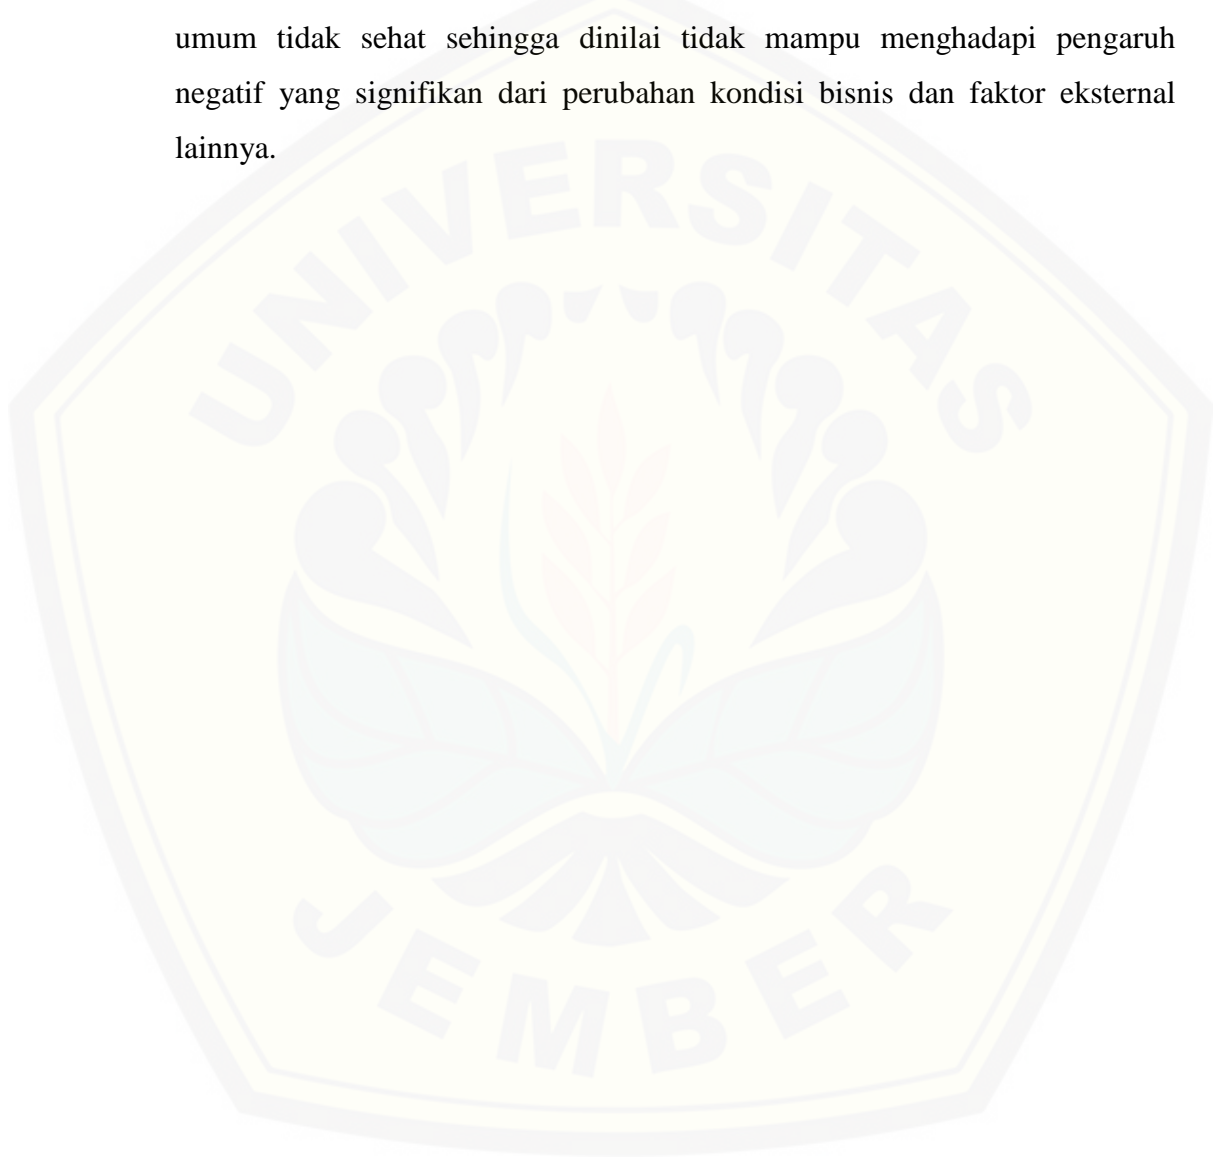 umum tidak sehat sehingga dinilai tidak mampu menghadapi pengaruh
negatif yang signifikan dari perubahan kondisi bisnis dan faktor eksternal
lainnya.
UNIVERSITAS
JEMBER